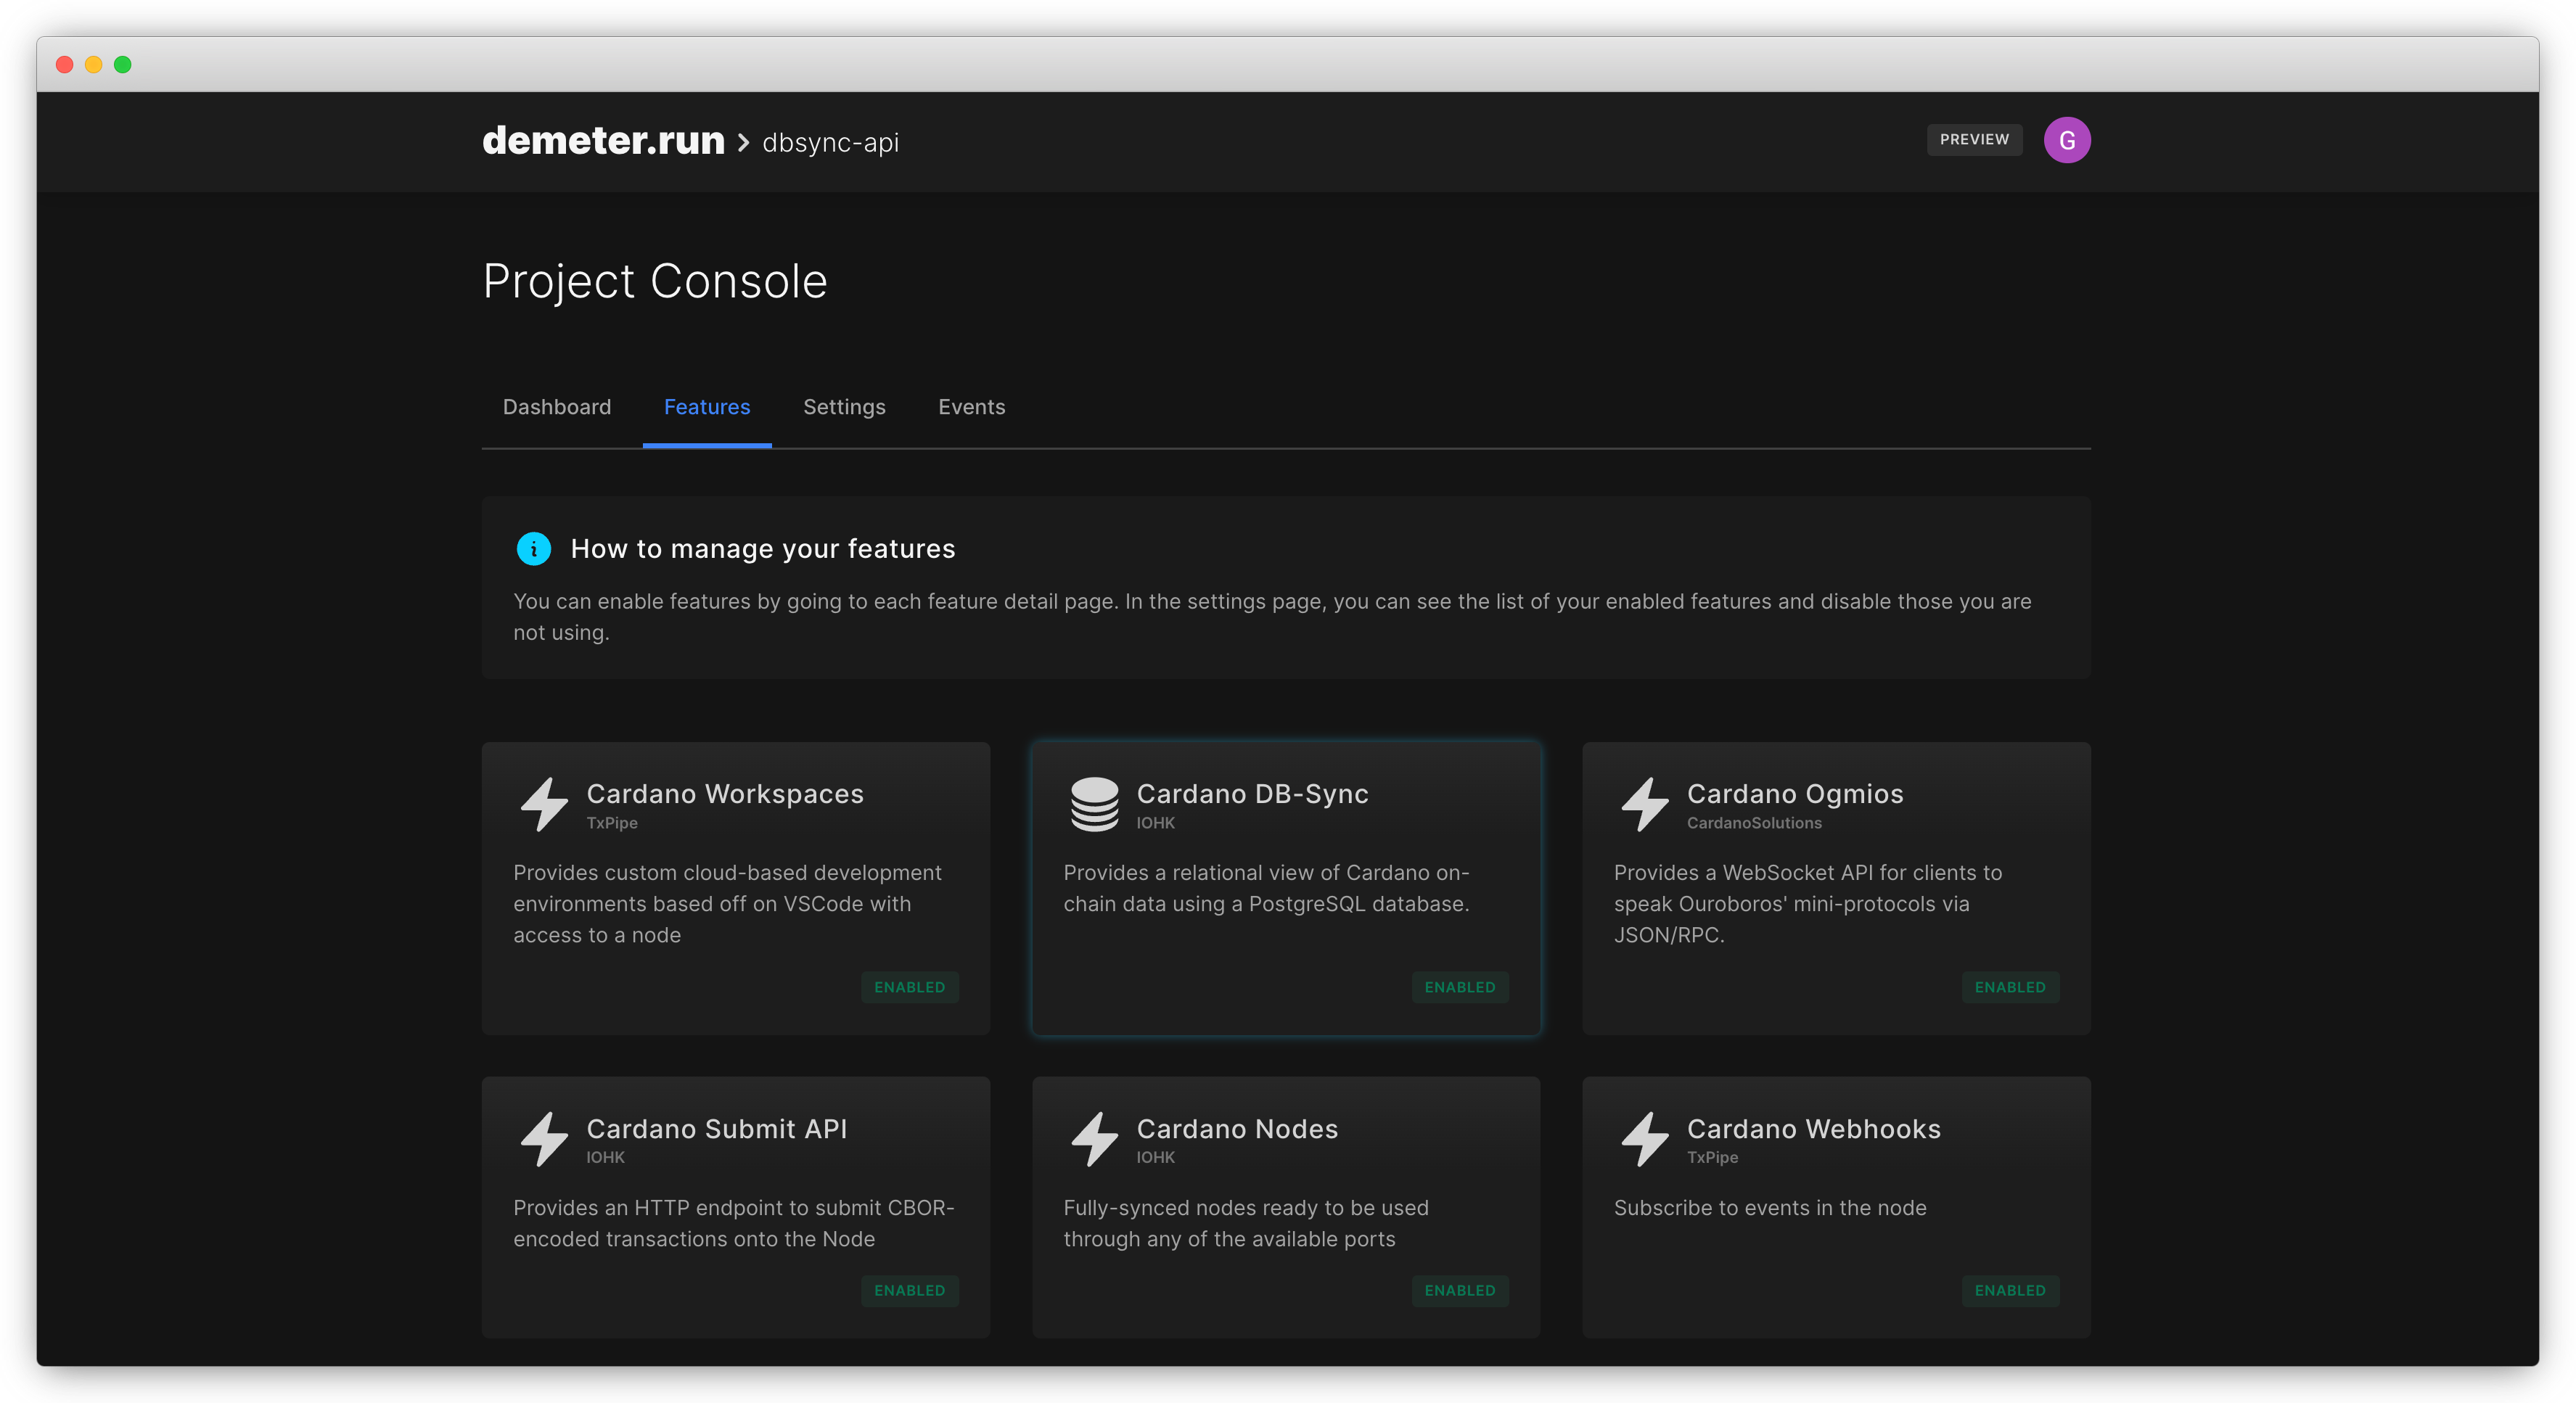 demeter.run > dbsync-api
PREVIEW
G
Project Console
Dashboard
Features
Settings
Events
How to manage your features
You can enable features by going to each feature detail page. In the settings page, you can see the list of your enabled features and disable those you are
not using.
Cardano Workspaces
TxPipe
Provides custom cloud-based development
environments based off on VSCode with
access to a node
ENABLED
Cardano DB-Sync
IOHK
Provides a relational view of Cardano on-
chain data using a PostgreSQL database.
ENABLED
Cardano Ogmios
CardanoSolutions
Provides a WebSocket API for clients to
speak Ouroboros' mini-protocols via
JSON/RPC.
ENABLED
Cardano Submit API
IOHK
Provides an HTTP endpoint to submit CBOR-
encoded transactions onto the Node
ENABLED
Cardano Nodes
IOHK
Fully-synced nodes ready to be used
through any of the available ports
ENABLED
Cardano Webhooks
TxPipe
Subscribe to events in the node
ENABLED